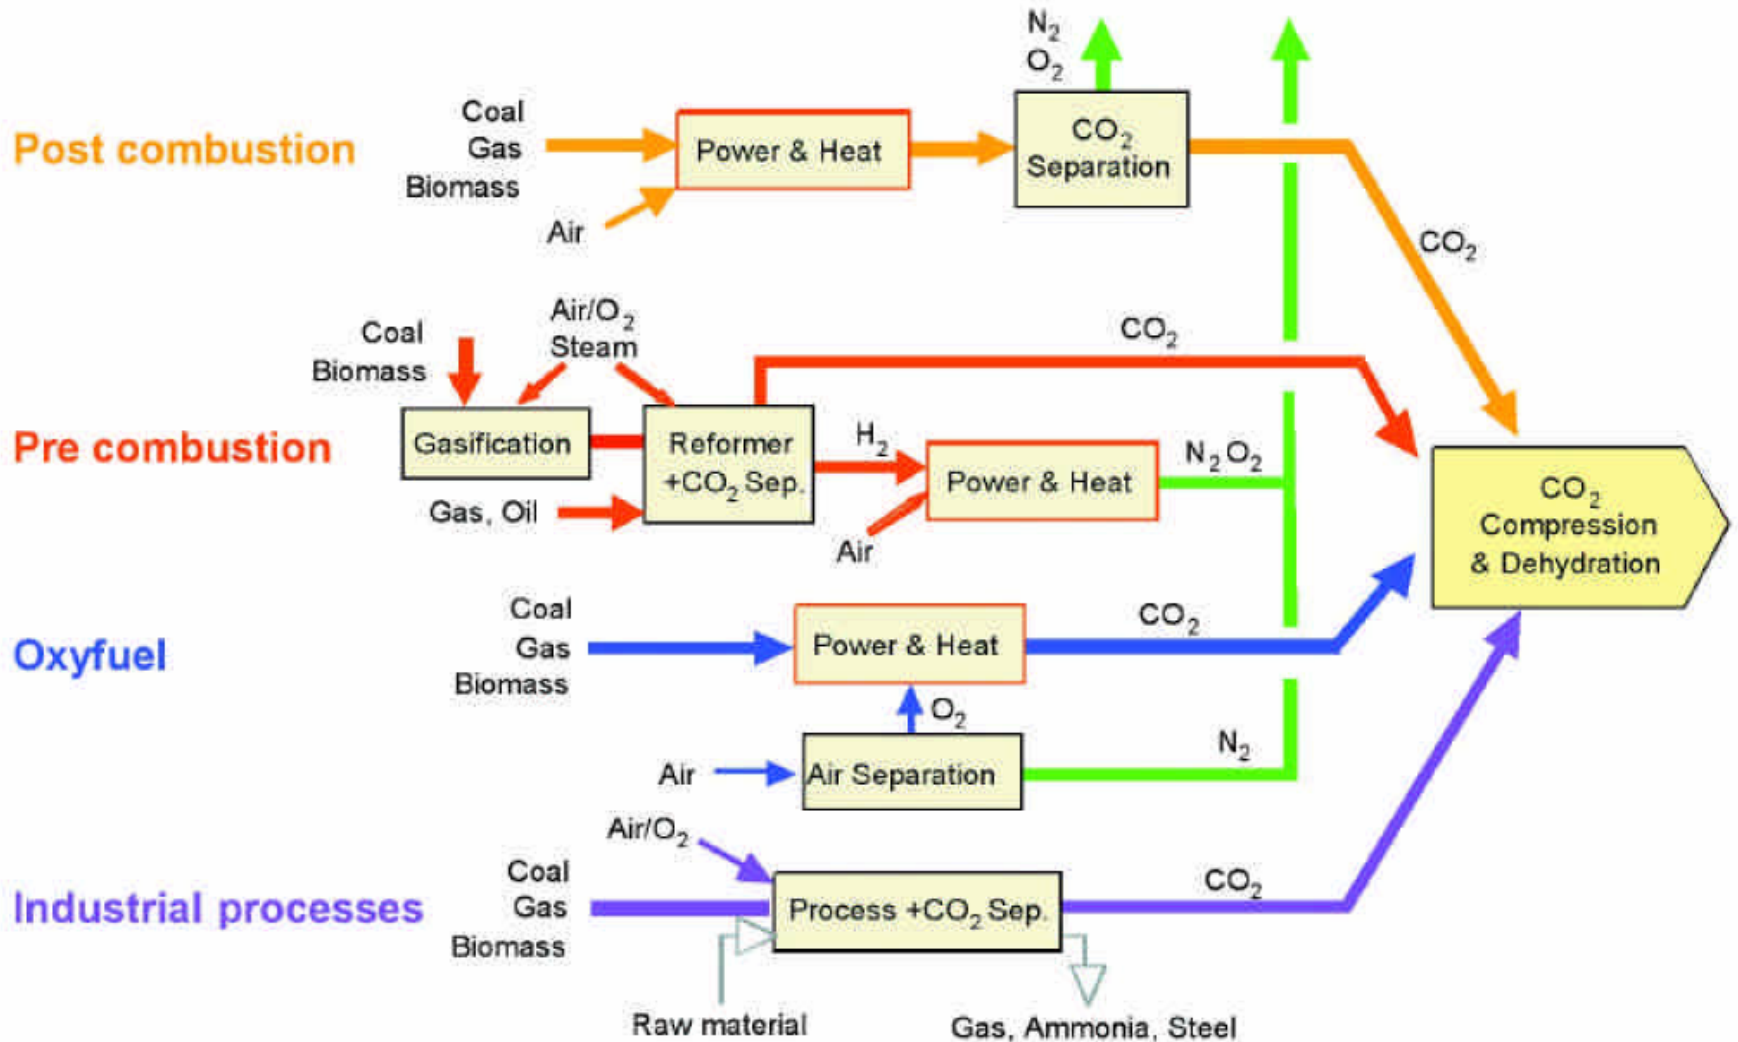 N₂
O₂
Post combustion
Coal
Gas
Biomass
Air
Power & Heat
CO₂
Separation
CO₂
Pre combustion
Coal
Biomass
Air/O₂
Steam
Gasification
Gas, Oil
Reformer
+CO₂ Sep.
H₂
Air
Power & Heat
N₂O₂
CO₂
CO₂
Compression
& Dehydration
Oxyfuel
Coal
Gas
Biomass
Power & Heat
CO₂
O₂
Air
Air Separation
N₂
Industrial processes
Air/O₂
Coal
Gas
Biomass
Process +CO₂ Sep.
CO₂
Raw material
Gas, Ammonia, Steel